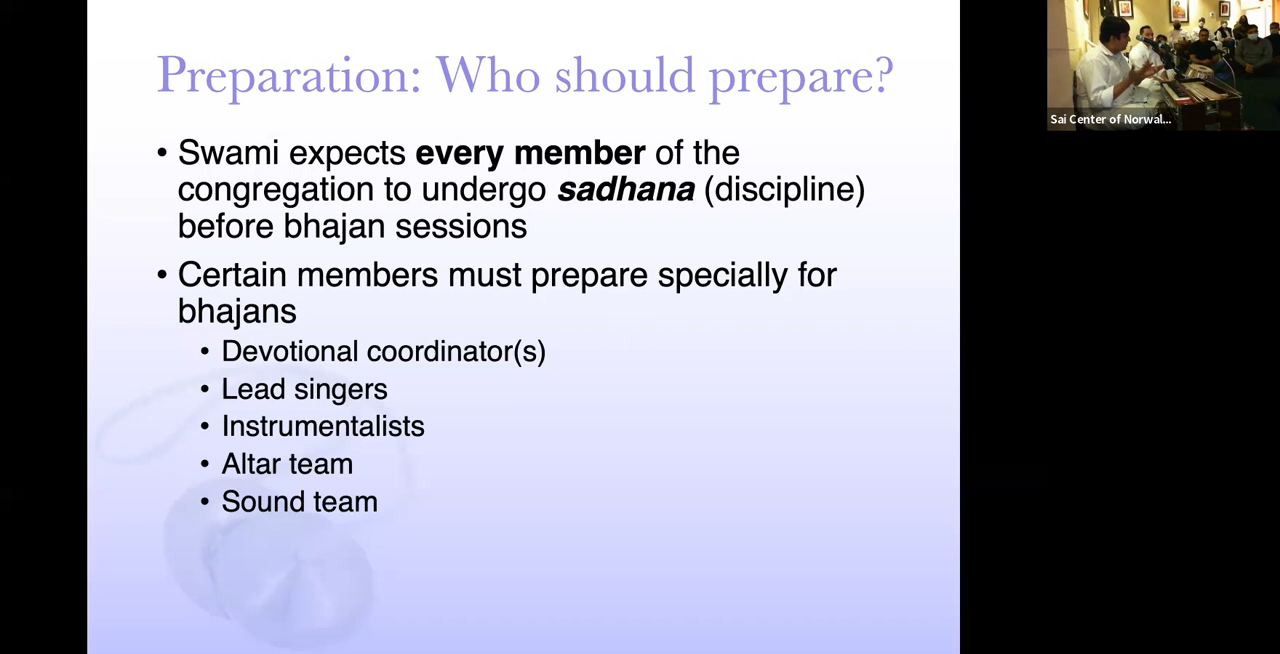 Preparation: Who should prepare?
• Swami expects every member of the
congregation to undergo sadhana (discipline)
before bhajan sessions
• Certain members must prepare specially for
bhajans
• Devotional coordinator(s)
• Lead singers
• Instrumentalists
• Altar team
• Sound team
Sai Center of Norwal...